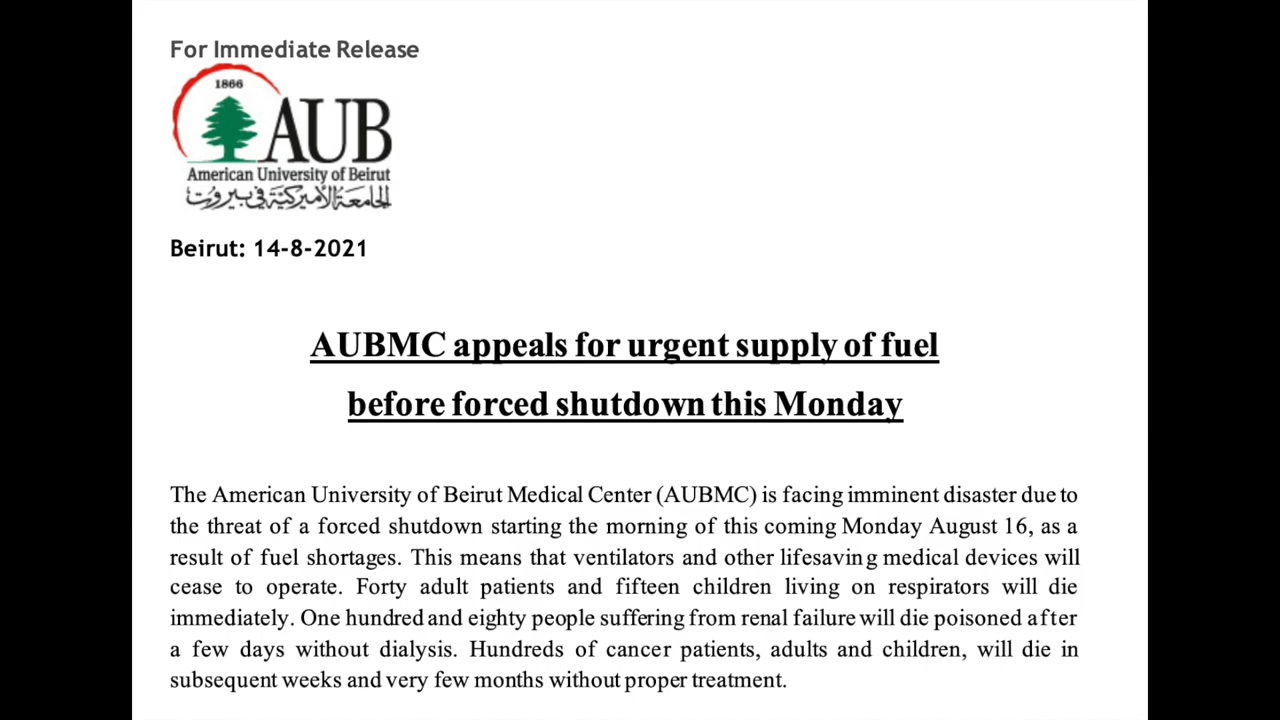 For Immediate Release
1866
AUB
American University of Beirut
الجامعة الأميركية في بيروت
Beirut: 14-8-2021
AUBMC appeals for urgent supply of fuel
before forced shutdown this Monday
The American University of Beirut Medical Center (AUBMC) is facing imminent disaster due to
the threat of a forced shutdown starting the morning of this coming Monday August 16, as a
result of fuel shortages. This means that ventilators and other lifesaving medical devices will
cease to operate. Forty adult patients and fifteen children living on respirators will die
immediately. One hundred and eighty people suffering from renal failure will die poisoned after
a few days without dialysis. Hundreds of cancer patients, adults and children, will die in
subsequent weeks and very few months without proper treatment.